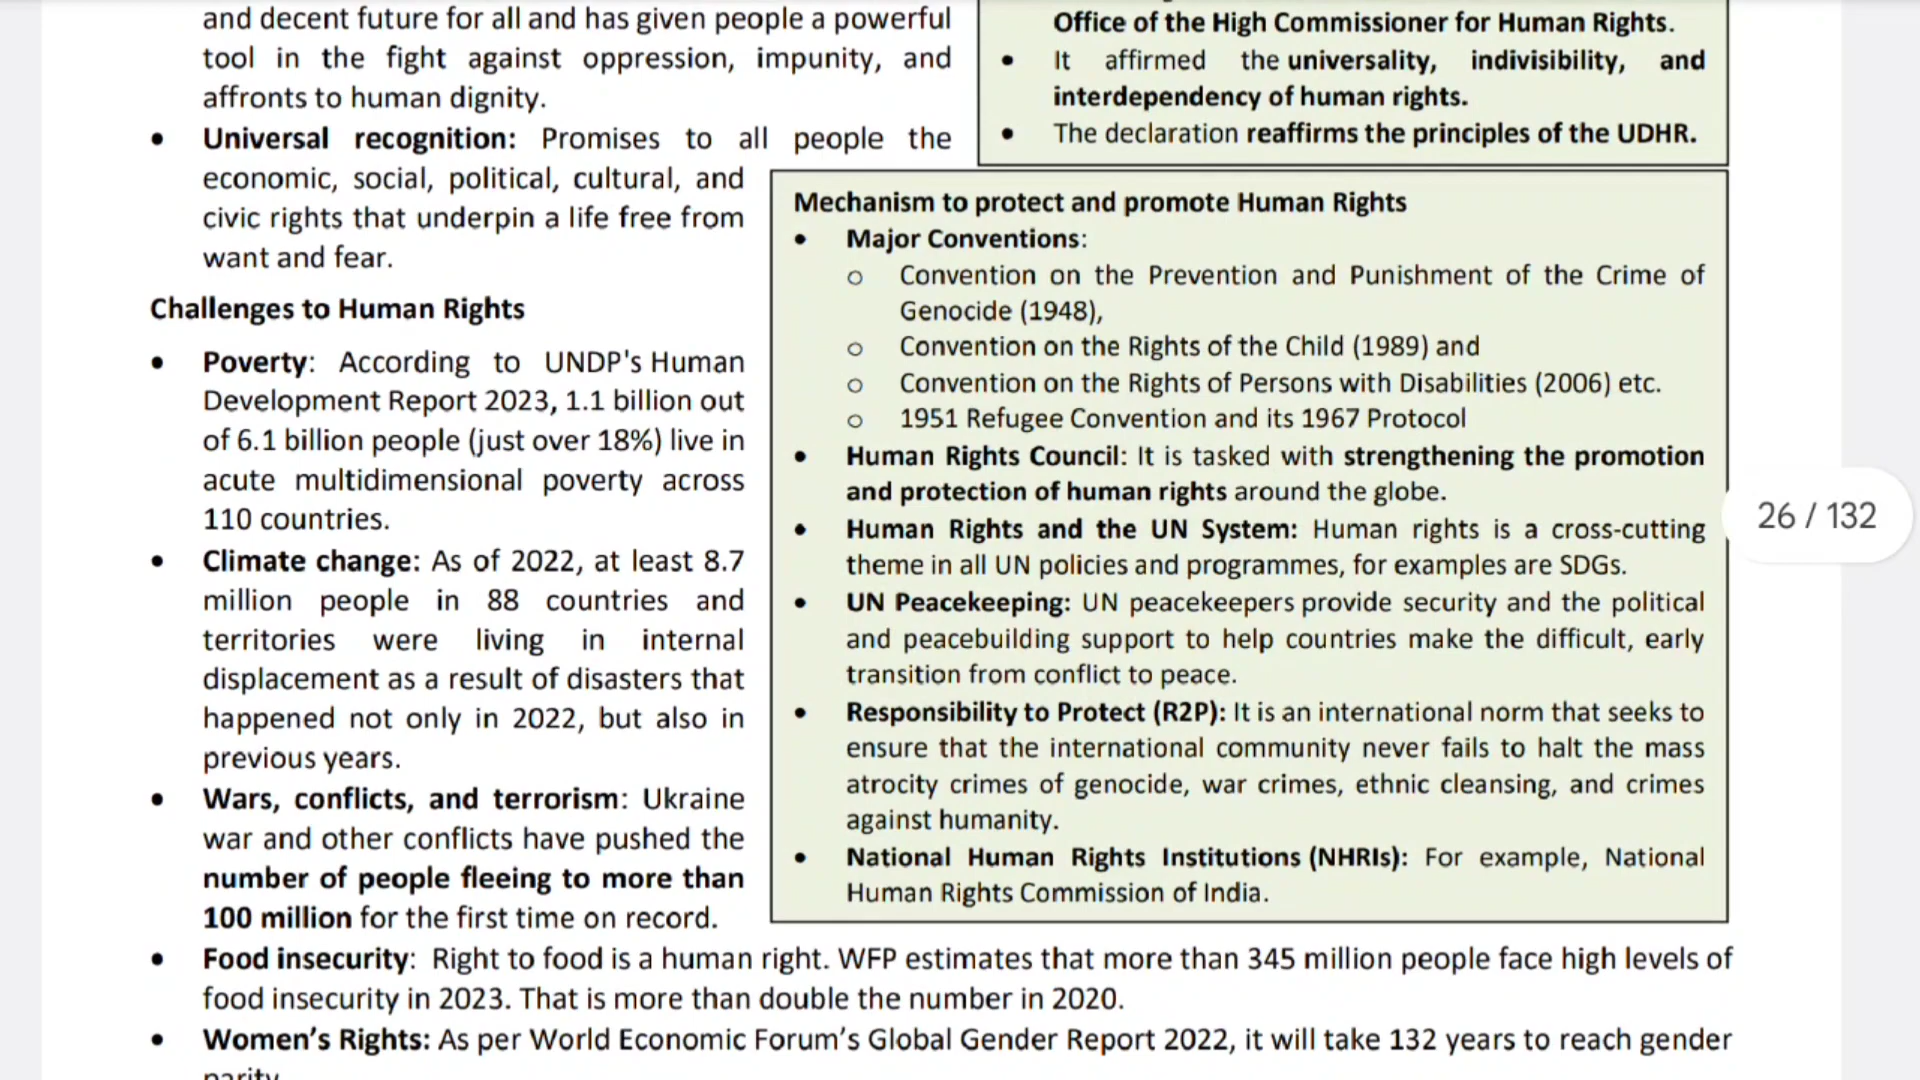 and decent future for all and has given people a powerful
tool in the fight against oppression, impunity, and
affronts to human dignity.
• Universal recognition: Promises to all people the
economic, social, political, cultural, and
civic rights that underpin a life free from
want and fear.
Challenges to Human Rights
• Poverty: According to UNDP's Human
Development Report 2023, 1.1 billion out
of 6.1 billion people (just over 18%) live in
acute multidimensional poverty across
110 countries.
• Climate change: As of 2022, at least 8.7
million people in 88 countries and
territories were living in internal
displacement as a result of disasters that
happened not only in 2022, but also in
previous years.
• Wars, conflicts, and terrorism: Ukraine
war and other conflicts have pushed the
number of people fleeing to more than
100 million for the first time on record.
Office of the High Commissioner for Human Rights.
• It affirmed the universality, indivisibility, and
interdependency of human rights.
• The declaration reaffirms the principles of the UDHR.
Mechanism to protect and promote Human Rights
• Major Conventions:
o Convention on the Prevention and Punishment of the Crime of
Genocide (1948),
o Convention on the Rights of the Child (1989) and
o Convention on the Rights of Persons with Disabilities (2006) etc.
o 1951 Refugee Convention and its 1967 Protocol
• Human Rights Council: It is tasked with strengthening the promotion
and protection of human rights around the globe.
• Human Rights and the UN System: Human rights is a cross-cutting
theme in all UN policies and programmes, for examples are SDGs.
• UN Peacekeeping: UN peacekeepers provide security and the political
and peacebuilding support to help countries make the difficult, early
transition from conflict to peace.
• Responsibility to Protect (R2P): It is an international norm that seeks to
ensure that the international community never fails to halt the mass
atrocity crimes of genocide, war crimes, ethnic cleansing, and crimes
against humanity.
• National Human Rights Institutions (NHRIs): For example, National
Human Rights Commission of India.
26 / 132
• Food insecurity: Right to food is a human right. WFP estimates that more than 345 million people face high levels of
food insecurity in 2023. That is more than double the number in 2020.
• Women's Rights: As per World Economic Forum's Global Gender Report 2022, it will take 132 years to reach gender
parity